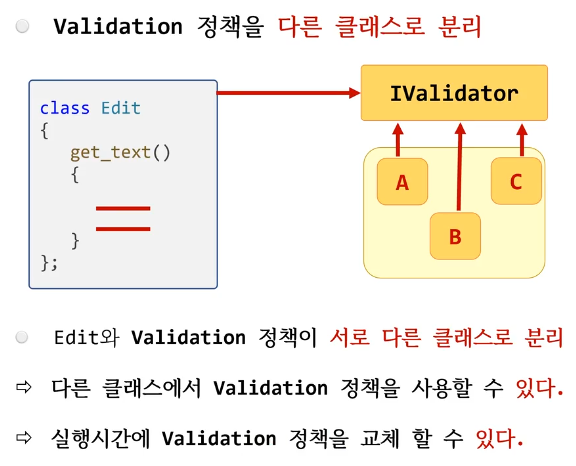 Validation 정책을 다른 클래스로 분리
class Edit
{
get_text()
{
}
};
IValidator
A
C
B
Edit와 Validation 정책이 서로 다른 클래스로 분리
⇨ 다른 클래스에서 Validation 정책을 사용할 수 있다.
⇨ 실행시간에 Validation 정책을 교체 할 수 있다.